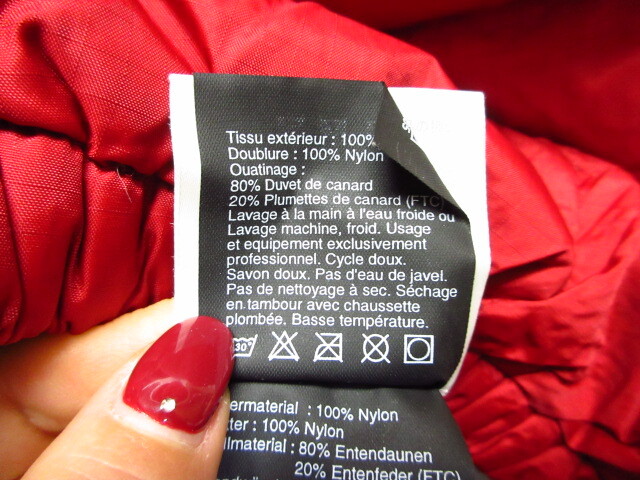 Tissu extérieur : 100%
Doublure : 100% Nylon
Ouatinage :
80% Duvet de canard
20% Plumettes de canard (FTC)
Lavage à la main à l'eau froide ou
Lavage machine, froid. Usage
et equipement exclusivement
professionnel. Cycle doux.
Savon doux. Pas d'eau de javel.
Pas de nettoyage à sec. Séchage
en tambour avec chaussette
plombée. Basse température.
30°
ermaterial : 100% Nylon
tter : 100% Nylon
llmaterial : 80% Entendaunen
20% Entenfeder (FTC)